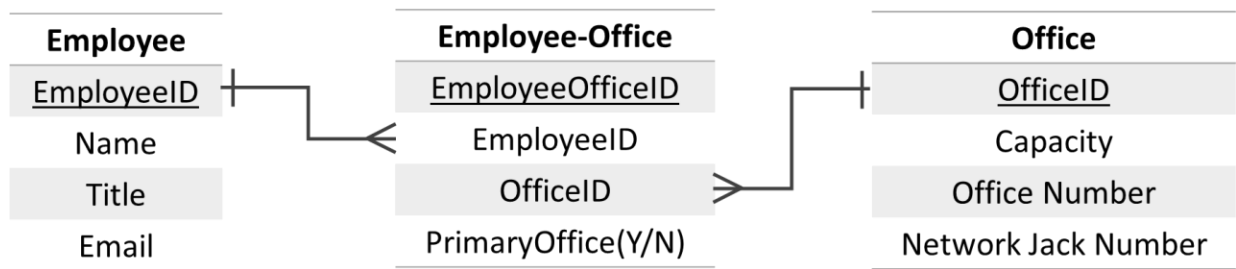 Employee
EmployeeID
Name
Title
Email
Employee-Office
EmployeeOfficeID
EmployeeID
OfficeID
PrimaryOffice(Y/N)
Office
OfficeID
Capacity
Office Number
Network Jack Number